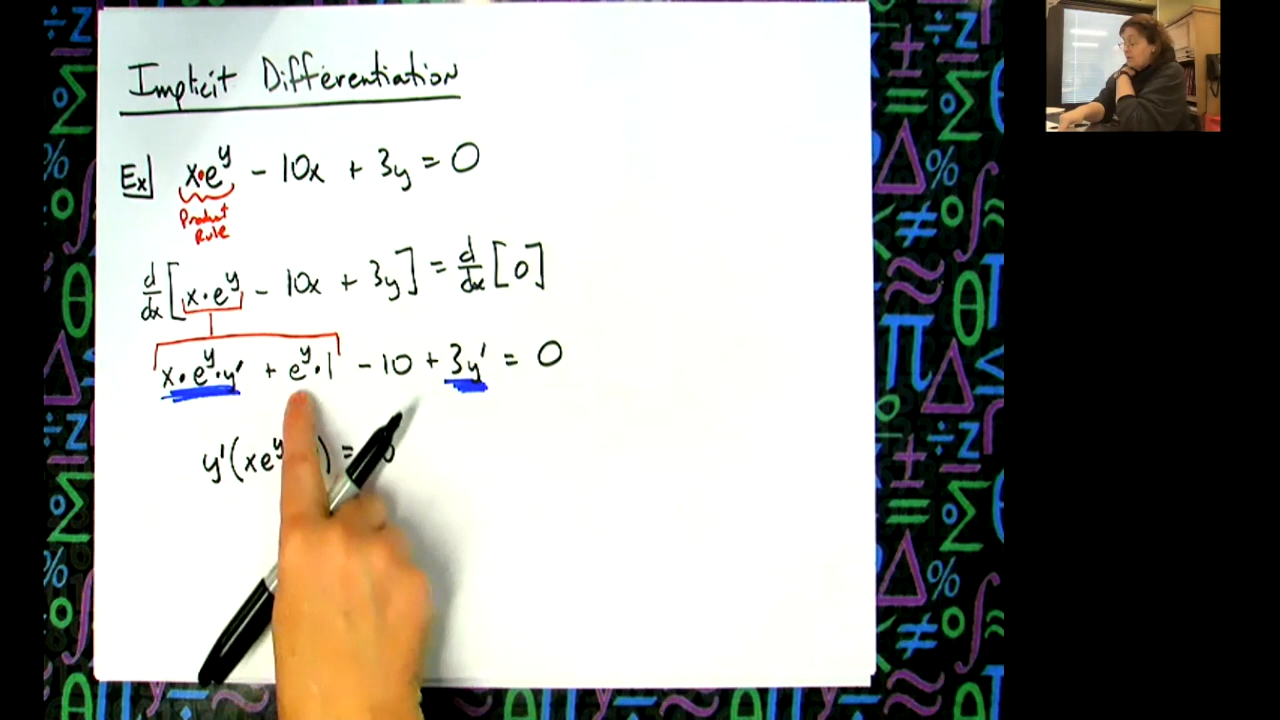 Implicit Differentiation
Ex] x·e^y - 10x + 3y = 0
Product
Rule
d/dx [x·e^y - 10x + 3y] = d/dx [0]
x·e^y·y' + e^y·1 - 10 + 3y' = 0
y'(xe^y ) =